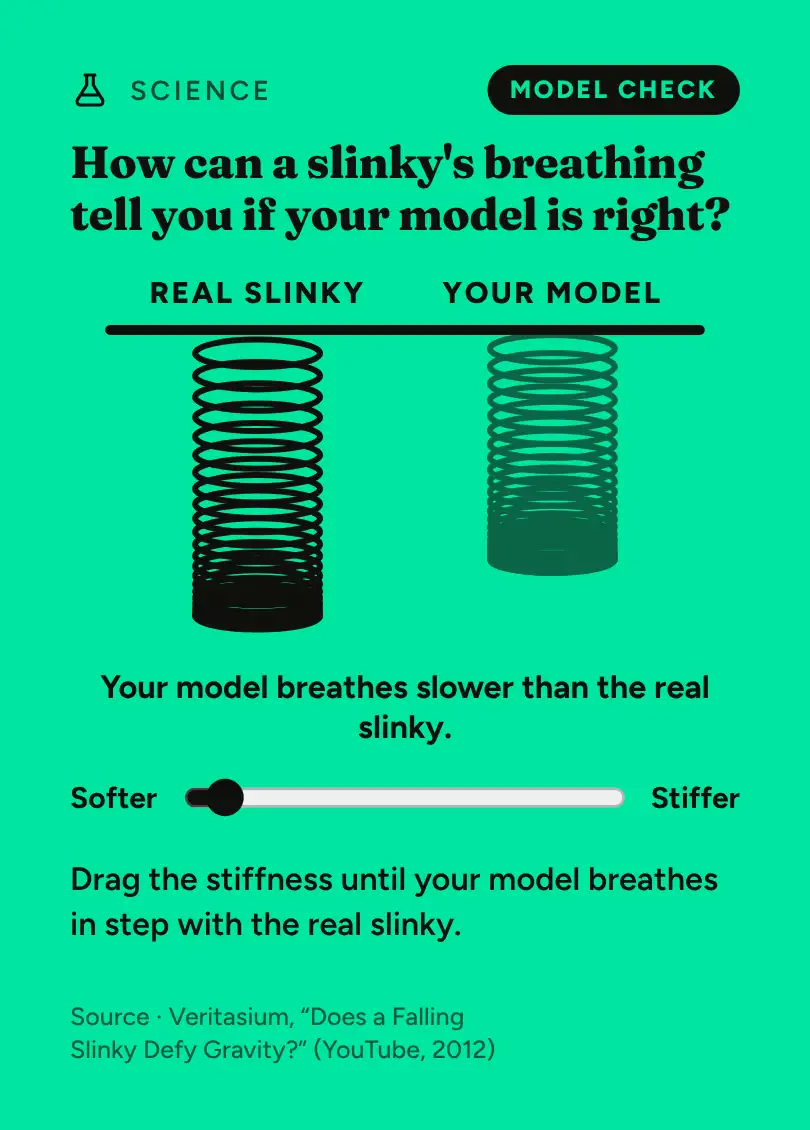 SCIENCE
MODEL CHECK
How can a slinky's breathing
tell you if your model is right?
REAL SLINKY
YOUR MODEL
Your model breathes slower than the real
slinky.
Softer
Stiffer
Drag the stiffness until your model breathes
in step with the real slinky.
Source · Veritasium, “Does a Falling
Slinky Defy Gravity?” (YouTube, 2012)